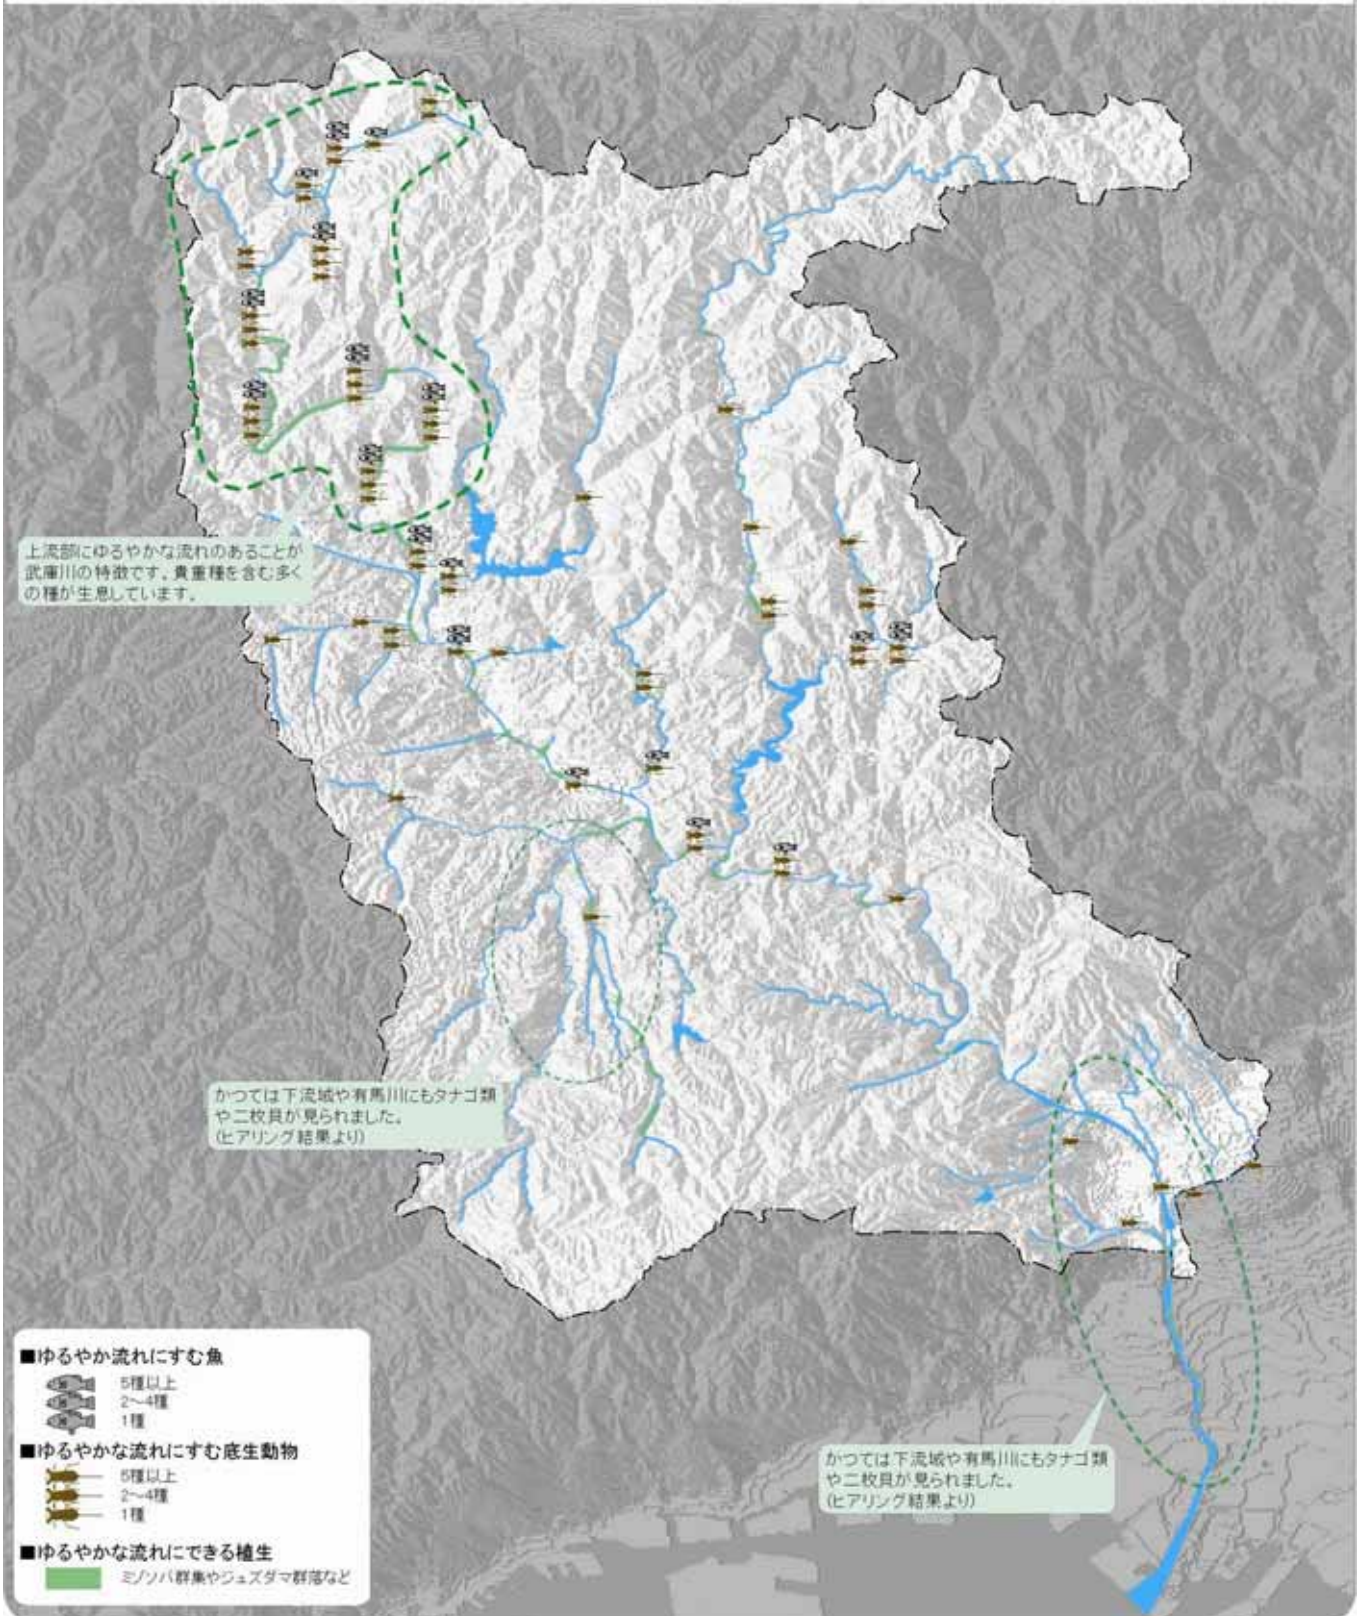 上流部にゆるやかな流れのあることが
武庫川の特徴です。貴重種を含む多く
の種が生息しています。
かつては下流域や有馬川にもタナゴ類
や二枚貝が見られました。
(ヒアリング結果より)
かつては下流域や有馬川にもタナゴ類
や二枚貝が見られました。
(ヒアリング結果より)
■ゆるやか流れにすむ魚
5種以上
2～4種
1種
■ゆるやかな流れにすむ底生動物
5種以上
2～4種
1種
■ゆるやかな流れにできる植生
ミゾソバ群集やジュズダマ群落など